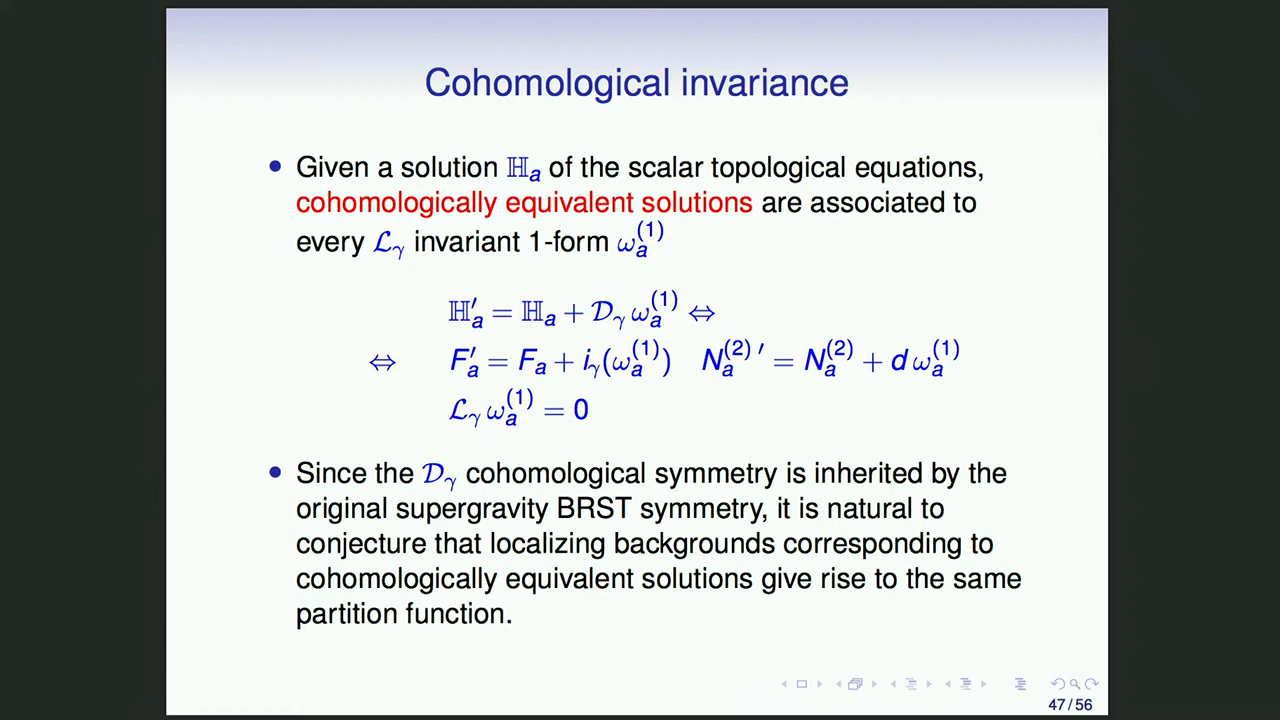 Cohomological invariance
• Given a solution ℍₐ of the scalar topological equations,
cohomologically equivalent solutions are associated to
every ℒ_γ invariant 1-form ω_a^{(1)}
ℍ′_a = ℍ_a + 𝒟_γ ω_a^{(1)} ⇔
⇔ F′_a = F_a + i_γ(ω_a^{(1)}) N_a^{(2)}′ = N_a^{(2)} + d ω_a^{(1)}
ℒ_γ ω_a^{(1)} = 0
• Since the 𝒟_γ cohomological symmetry is inherited by the
original supergravity BRST symmetry, it is natural to
conjecture that localizing backgrounds corresponding to
cohomologically equivalent solutions give rise to the same
partition function.
47/56